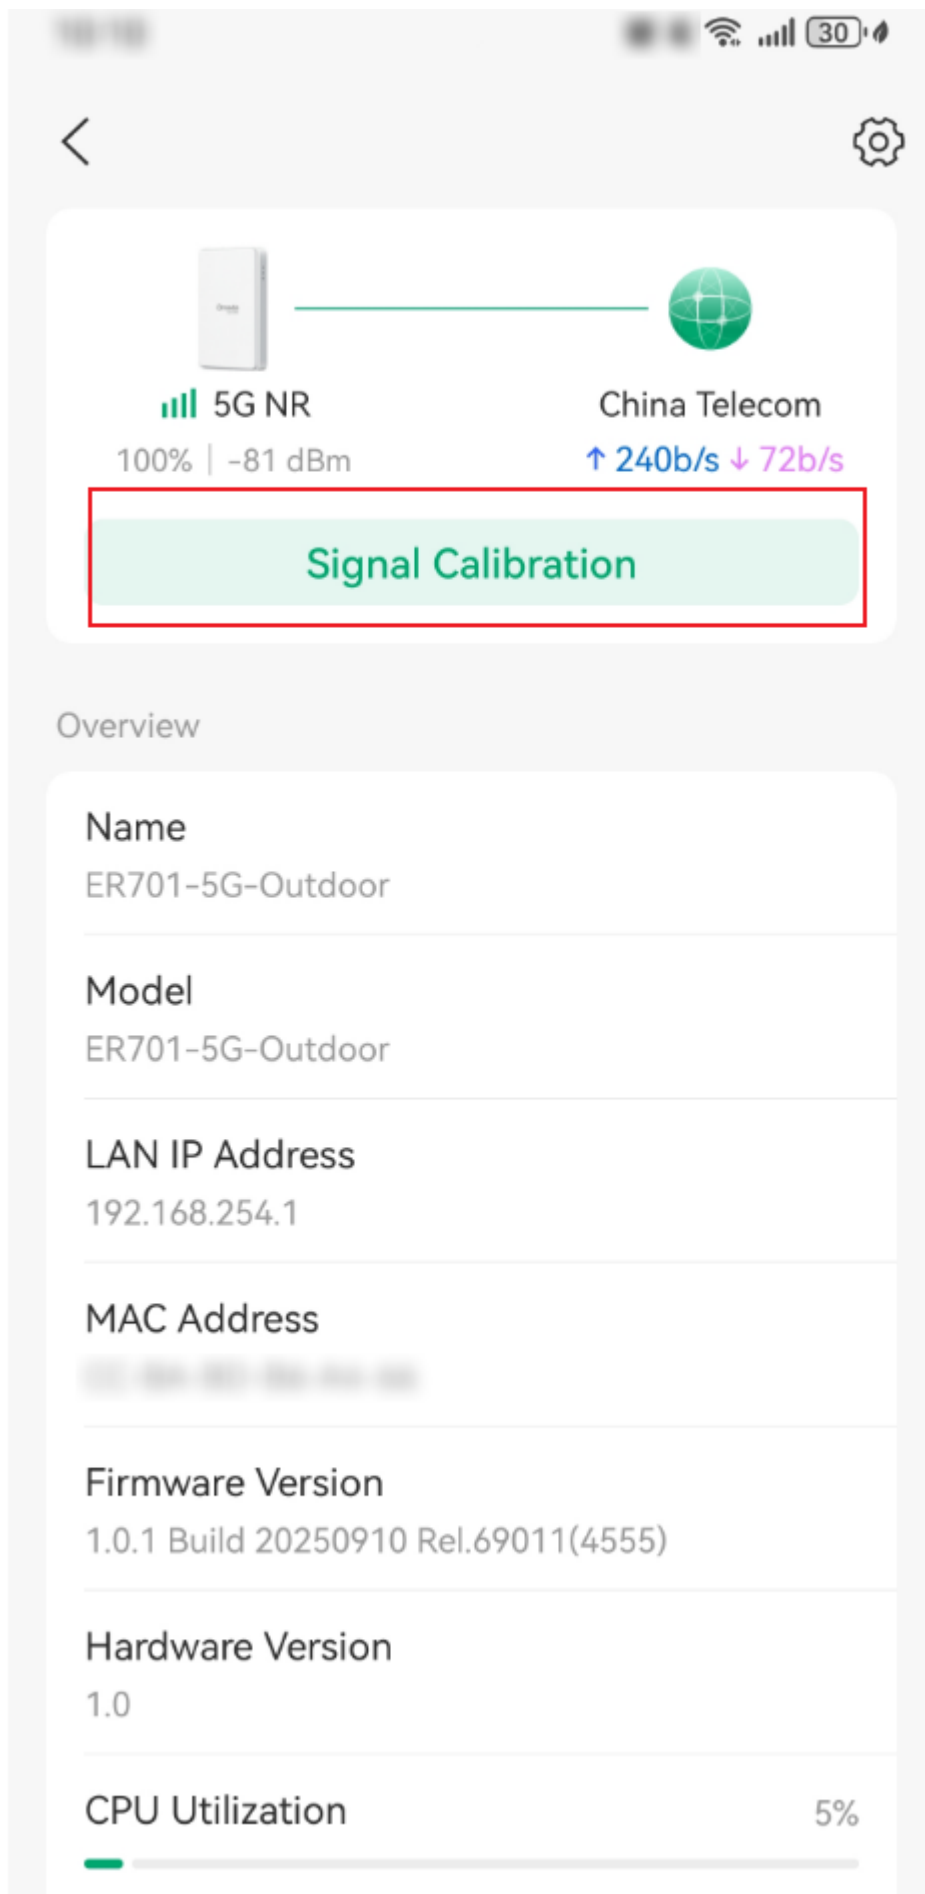 30
5G NR
China Telecom
100% | -81 dBm
↑ 240b/s ↓ 72b/s
Signal Calibration
Overview
Name
ER701-5G-Outdoor
Model
ER701-5G-Outdoor
LAN IP Address
192.168.254.1
MAC Address
Firmware Version
1.0.1 Build 20250910 Rel.69011(4555)
Hardware Version
1.0
CPU Utilization
5%